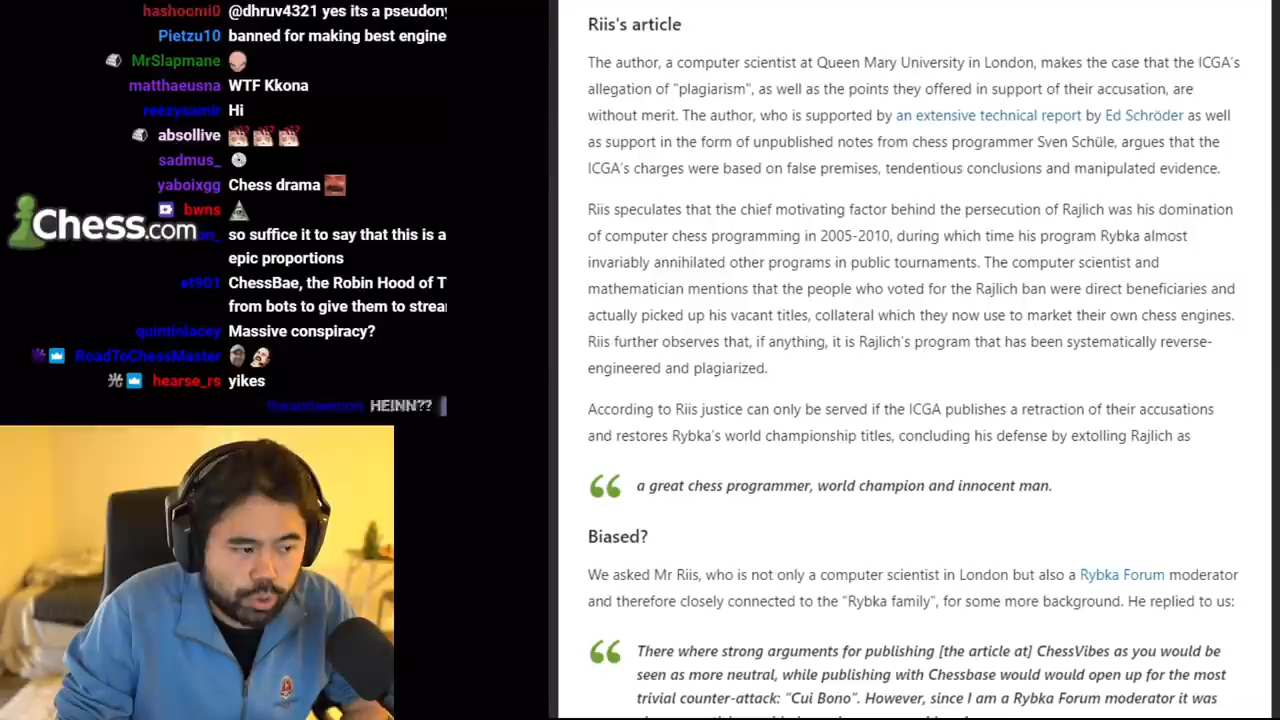 hashoomi0 @dhruv4321 yes its a pseudony
Pietzu10 banned for making best engine
MrSlapmane
matthaeusna WTF Kkona
reezysamir Hi
absollive
sadmus_
yaboixgg Chess drama
bwns
so suffice it to say that this is a
epic proportions
et901 ChessBae, the Robin Hood of T
from bots to give them to strea
quintinlacey Massive conspiracy?
RoadToChessMaster
hearse_rs yikes
HEINN??
Chess.com
Riis's article
The author, a computer scientist at Queen Mary University in London, makes the case that the ICGA's
allegation of "plagiarism", as well as the points they offered in support of their accusation, are
without merit. The author, who is supported by an extensive technical report by Ed Schröder as well
as support in the form of unpublished notes from chess programmer Sven Schüle, argues that the
ICGA's charges were based on false premises, tendentious conclusions and manipulated evidence.
Riis speculates that the chief motivating factor behind the persecution of Rajlich was his domination
of computer chess programming in 2005-2010, during which time his program Rybka almost
invariably annihilated other programs in public tournaments. The computer scientist and
mathematician mentions that the people who voted for the Rajlich ban were direct beneficiaries and
actually picked up his vacant titles, collateral which they now use to market their own chess engines.
Riis further observes that, if anything, it is Rajlich's program that has been systematically reverse-
engineered and plagiarized.
According to Riis justice can only be served if the ICGA publishes a retraction of their accusations
and restores Rybka's world championship titles, concluding his defense by extolling Rajlich as
a great chess programmer, world champion and innocent man.
Biased?
We asked Mr Riis, who is not only a computer scientist in London but also a Rybka Forum moderator
and therefore closely connected to the "Rybka family", for some more background. He replied to us:
There where strong arguments for publishing [the article at] ChessVibes as you would be
seen as more neutral, while publishing with Chessbase would would open up for the most
trivial counter-attack: "Cui Bono". However, since I am a Rybka Forum moderator it was